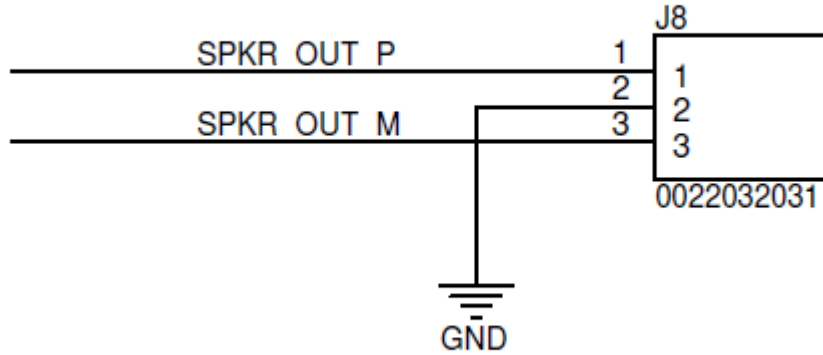 J8
SPKR OUT P 1 1
2 2
SPKR OUT M 3 3
0022032031
GND